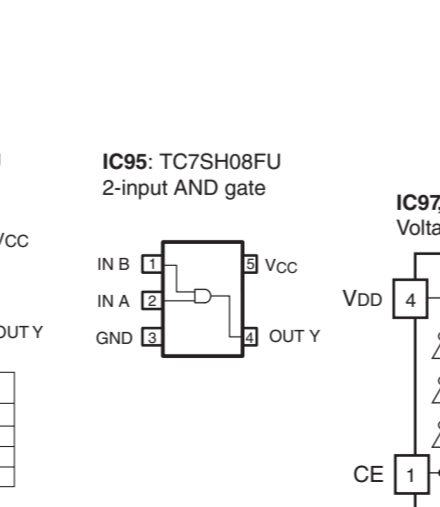 IC95: TC7SH08FU
2-input AND gate
IC97,
VCC
IN B 1
5 VCC
IN A 2
VDD 4
OUT Y
GND 3
4 OUT Y
CE 1